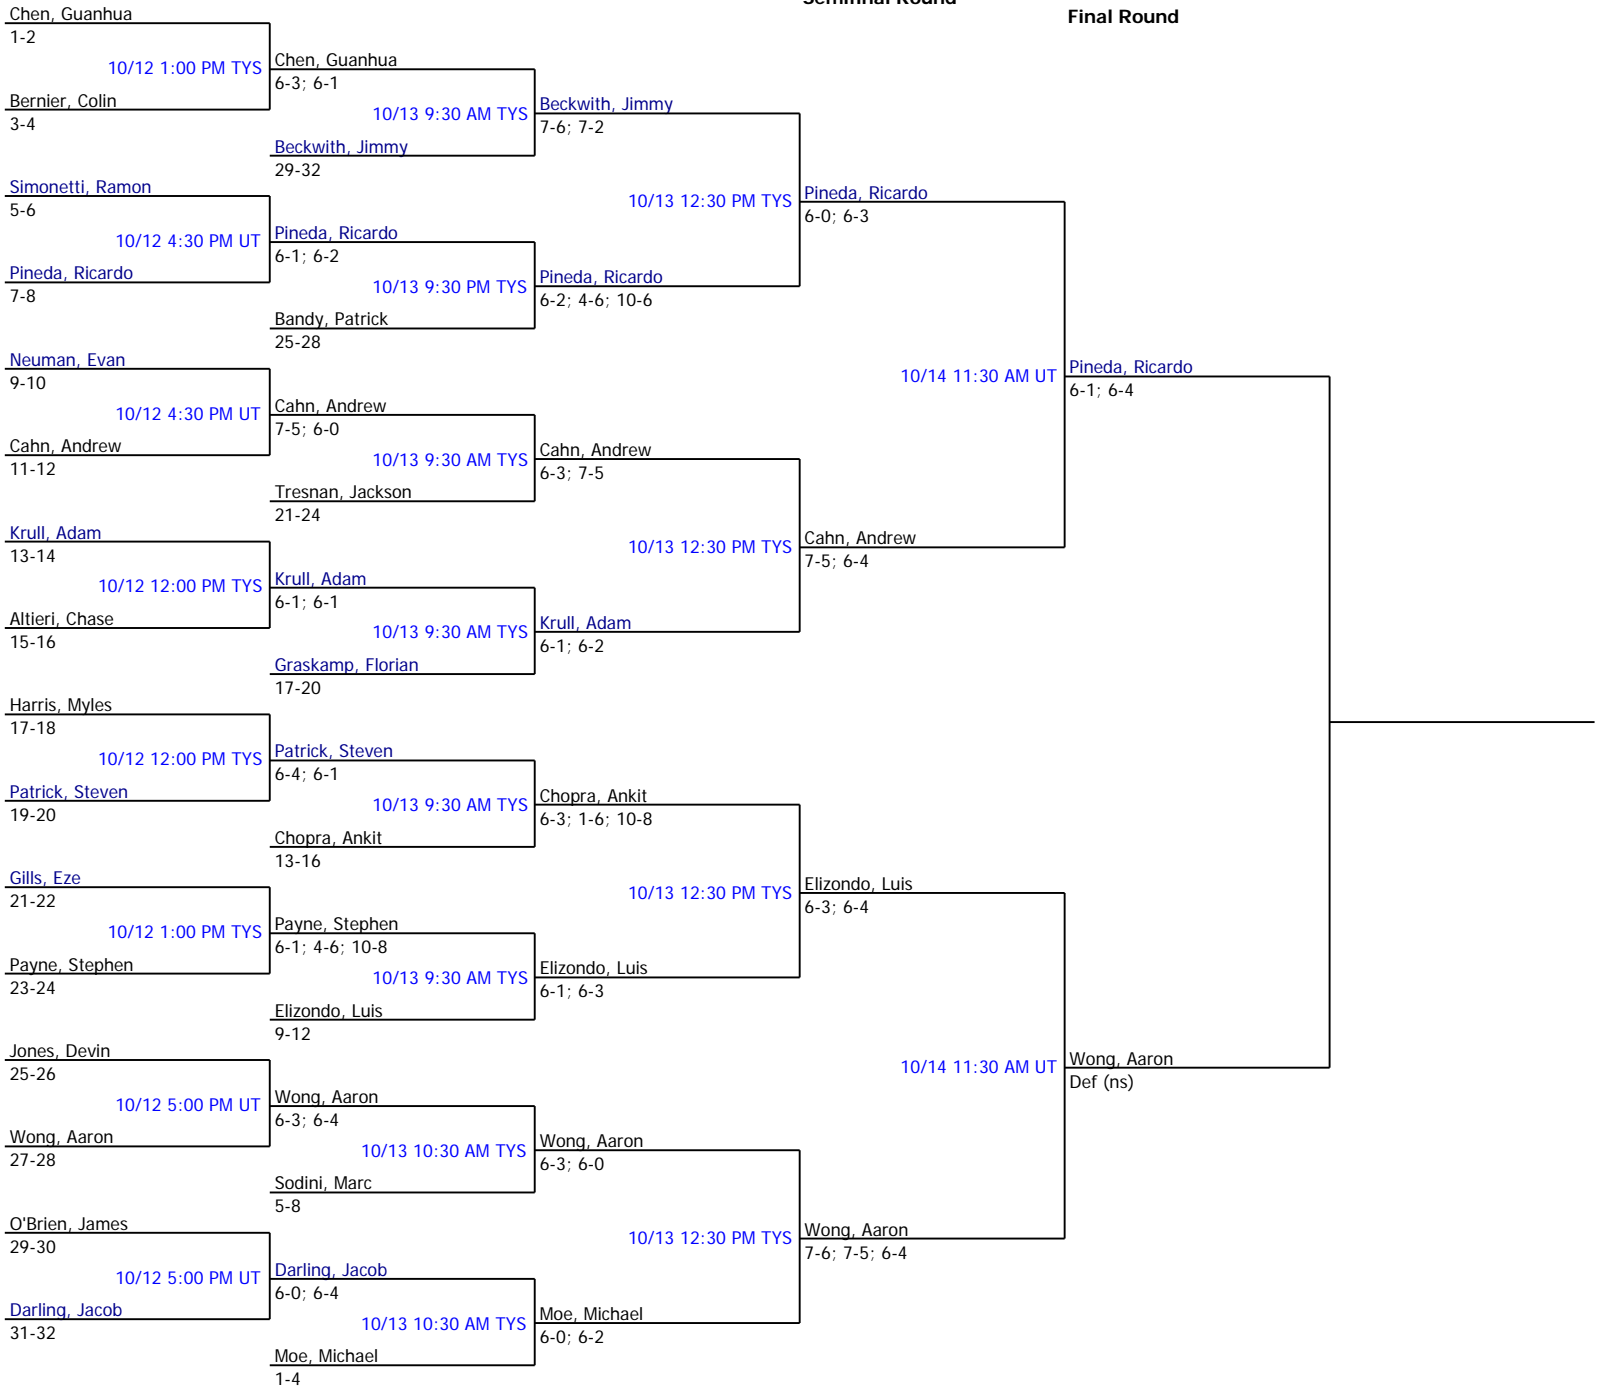 Semifinal Round
Final Round
Chen, Guanhua
1-2
10/12 1:00 PM TYS
Chen, Guanhua
6-3; 6-1
Bernier, Colin
3-4
10/13 9:30 AM TYS
Beckwith, Jimmy
7-6; 7-2
Beckwith, Jimmy
29-32
Simonetti, Ramon
5-6
10/13 12:30 PM TYS
Pineda, Ricardo
6-0; 6-3
10/12 4:30 PM UT
Pineda, Ricardo
6-1; 6-2
Pineda, Ricardo
7-8
10/13 9:30 PM TYS
Pineda, Ricardo
6-2; 4-6; 10-6
Bandy, Patrick
25-28
Neuman, Evan
9-10
10/14 11:30 AM UT
Pineda, Ricardo
6-1; 6-4
10/12 4:30 PM UT
Cahn, Andrew
7-5; 6-0
Cahn, Andrew
11-12
10/13 9:30 AM TYS
Cahn, Andrew
6-3; 7-5
Tresnan, Jackson
21-24
Krull, Adam
13-14
10/13 12:30 PM TYS
Cahn, Andrew
7-5; 6-4
10/12 12:00 PM TYS
Krull, Adam
6-1; 6-1
Altieri, Chase
15-16
10/13 9:30 AM TYS
Krull, Adam
6-1; 6-2
Graskamp, Florian
17-20
Harris, Myles
17-18
10/12 12:00 PM TYS
Patrick, Steven
6-4; 6-1
Patrick, Steven
19-20
10/13 9:30 AM TYS
Chopra, Ankit
6-3; 1-6; 10-8
Chopra, Ankit
13-16
Gills, Eze
21-22
10/13 12:30 PM TYS
Elizondo, Luis
6-3; 6-4
10/12 1:00 PM TYS
Payne, Stephen
6-1; 4-6; 10-8
Payne, Stephen
23-24
10/13 9:30 AM TYS
Elizondo, Luis
6-1; 6-3
Elizondo, Luis
9-12
Jones, Devin
25-26
10/14 11:30 AM UT
Wong, Aaron
Def (ns)
10/12 5:00 PM UT
Wong, Aaron
6-3; 6-4
Wong, Aaron
27-28
10/13 10:30 AM TYS
Wong, Aaron
6-3; 6-0
Sodini, Marc
5-8
O'Brien, James
29-30
10/13 12:30 PM TYS
Wong, Aaron
7-6; 7-5; 6-4
10/12 5:00 PM UT
Darling, Jacob
6-0; 6-4
Darling, Jacob
31-32
10/13 10:30 AM TYS
Moe, Michael
6-0; 6-2
Moe, Michael
1-4